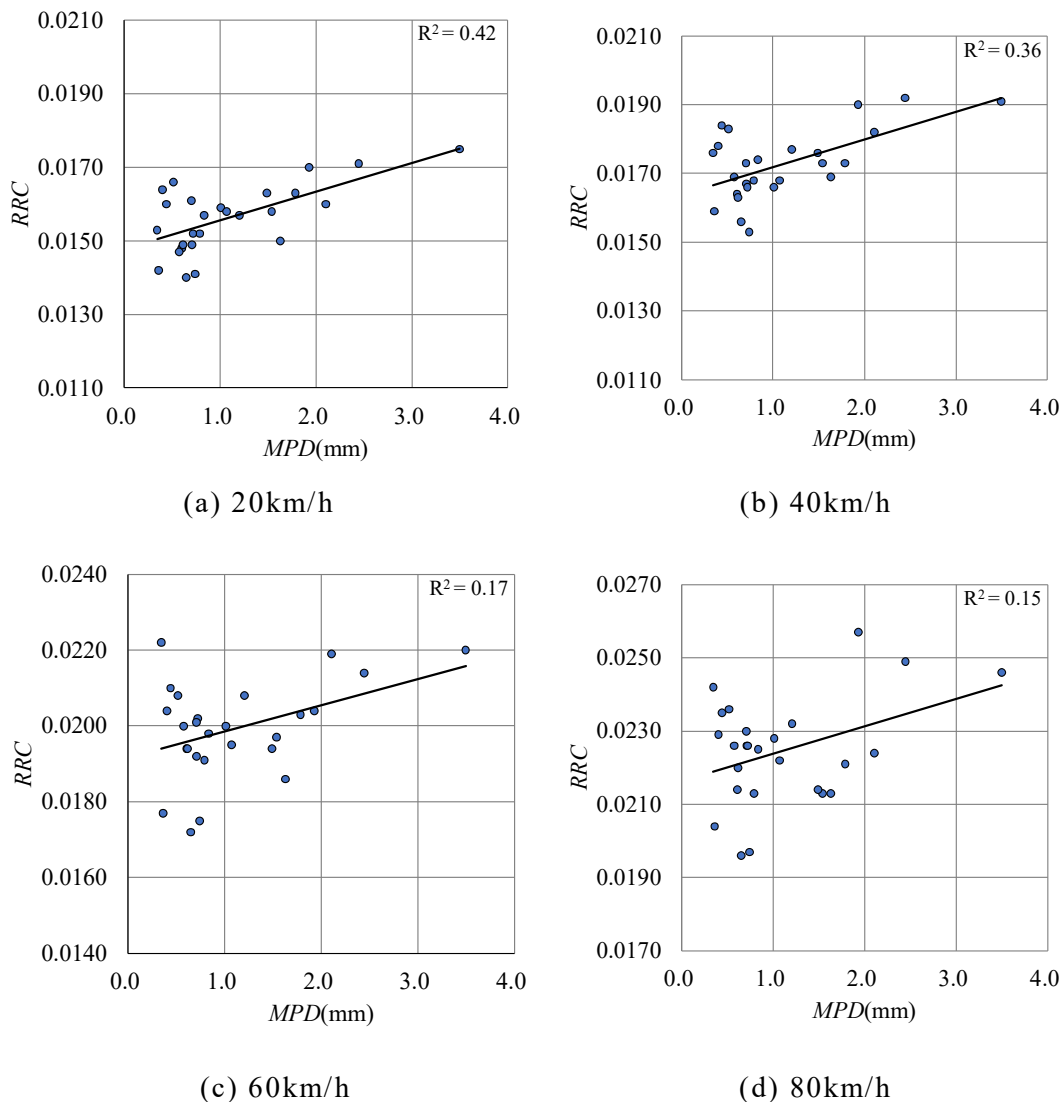 R² = 0.42
0.0210
0.0190
0.0170
0.0150
0.0130
0.0110
RRC
0.0 1.0 2.0 3.0 4.0
MPD(mm)
(a) 20km/h
R² = 0.36
0.0210
0.0190
0.0170
0.0150
0.0130
0.0110
RRC
0.0 1.0 2.0 3.0 4.0
MPD(mm)
(b) 40km/h
R² = 0.17
0.0240
0.0220
0.0200
0.0180
0.0160
0.0140
RRC
0.0 1.0 2.0 3.0 4.0
MPD(mm)
(c) 60km/h
R² = 0.15
0.0270
0.0250
0.0230
0.0210
0.0190
0.0170
RRC
0.0 1.0 2.0 3.0 4.0
MPD(mm)
(d) 80km/h